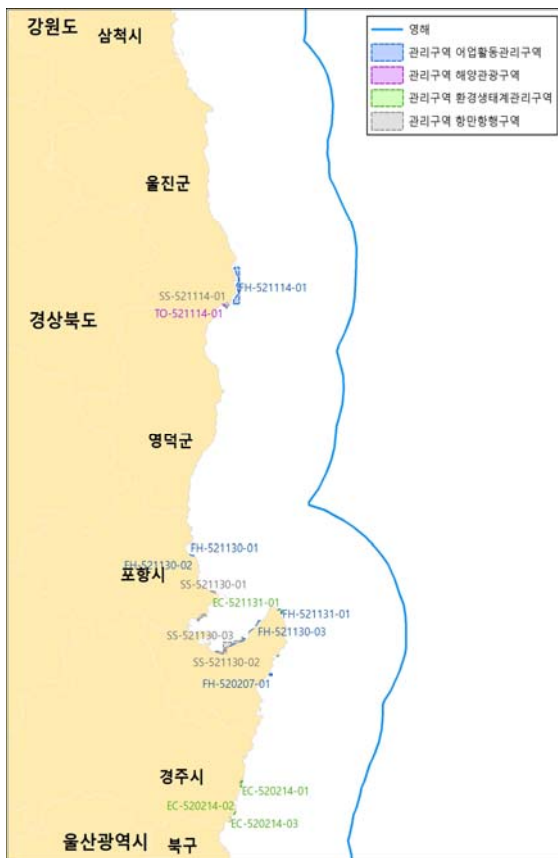 강원도
삼척시
영해
관리구역 어업활동관리구역
관리구역 해양관광구역
관리구역 환경생태계관리구역
관리구역 항만항행구역
울진군
FH-521114-01
SS-521114-01
TO-521114-01
경상북도
영덕군
FH-521130-01
FH-521130-02
포항시
SS-521130-01
EC-521131-01
FH-521131-01
SS-521130-03
FH-521130-03
SS-521130-02
FH-520207-01
경주시
EC-520214-01
EC-520214-02
EC-520214-03
울산광역시
북구